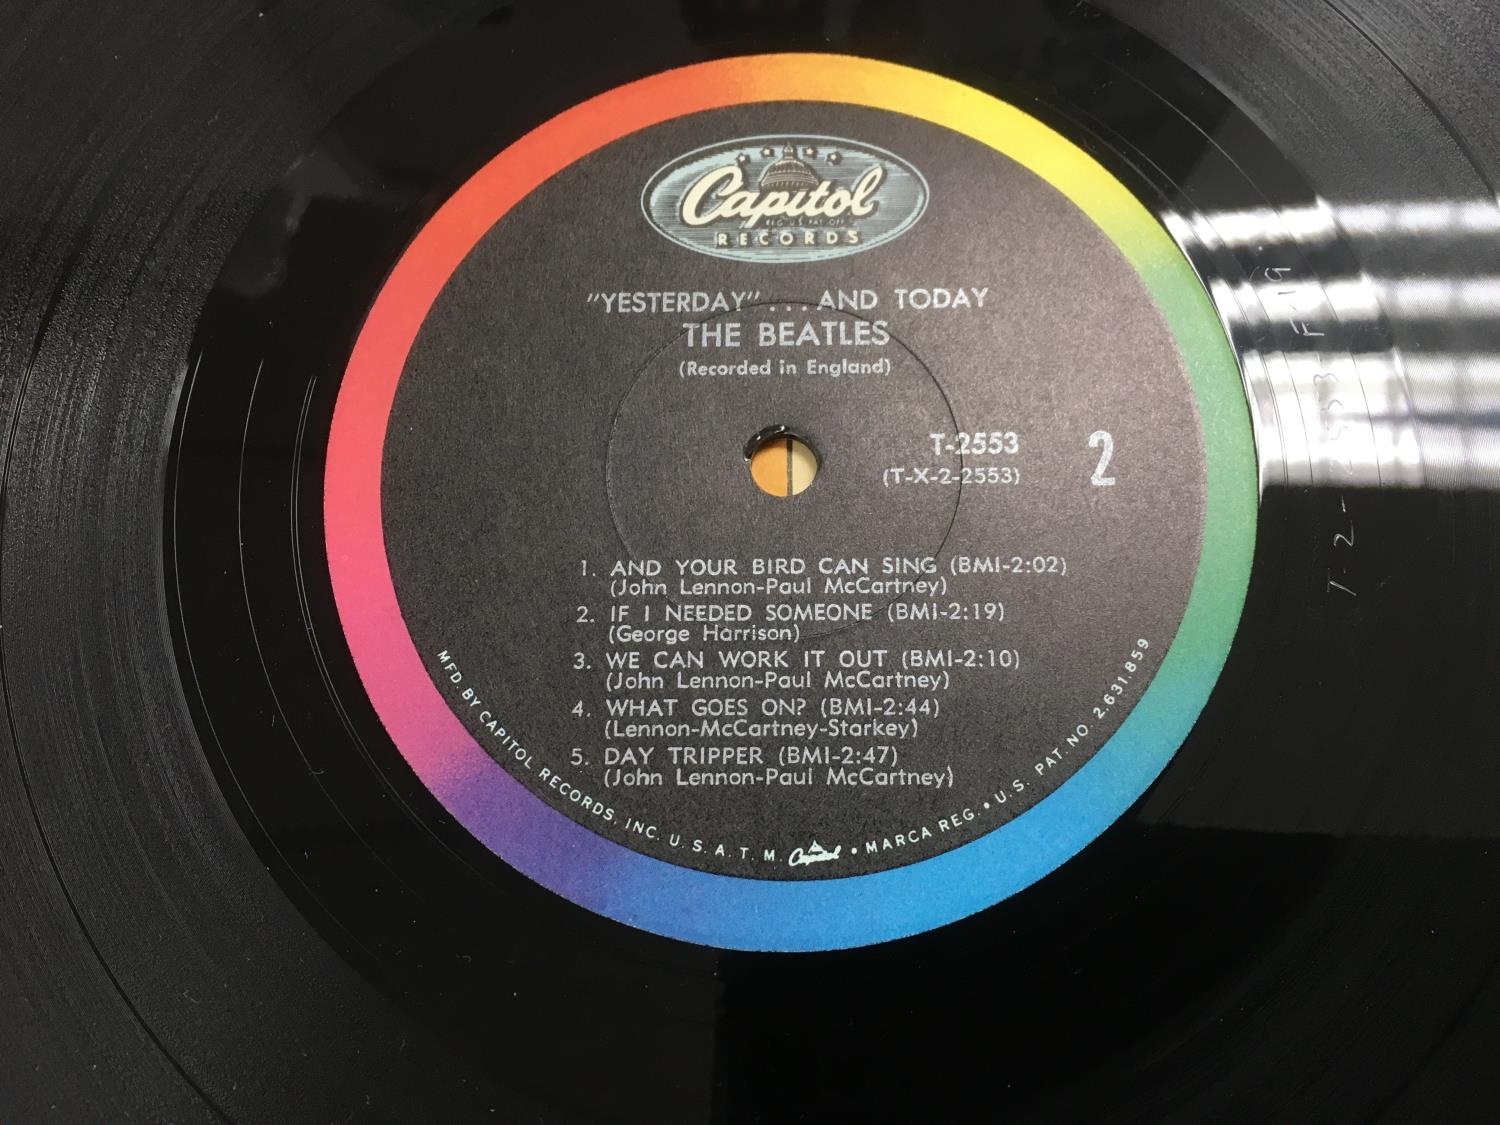 Capitol
REG. U.S. PAT. OFF.
RECORDS
"YESTERDAY" . . . AND TODAY
THE BEATLES
(Recorded in England)
T-2553
(T-X-2-2553)
2
1. AND YOUR BIRD CAN SING (BMI-2:02)
(John Lennon-Paul McCartney)
2. IF I NEEDED SOMEONE (BMI-2:19)
(George Harrison)
3. WE CAN WORK IT OUT (BMI-2:10)
(John Lennon-Paul McCartney)
4. WHAT GOES ON? (BMI-2:44)
(Lennon-McCartney-Starkey)
5. DAY TRIPPER (BMI-2:47)
(John Lennon-Paul McCartney)
MFD. BY CAPITOL RECORDS, INC. U. S. A. T. M. Capitol • MARCA REG. • U.S. PAT. NO. 2.631.859